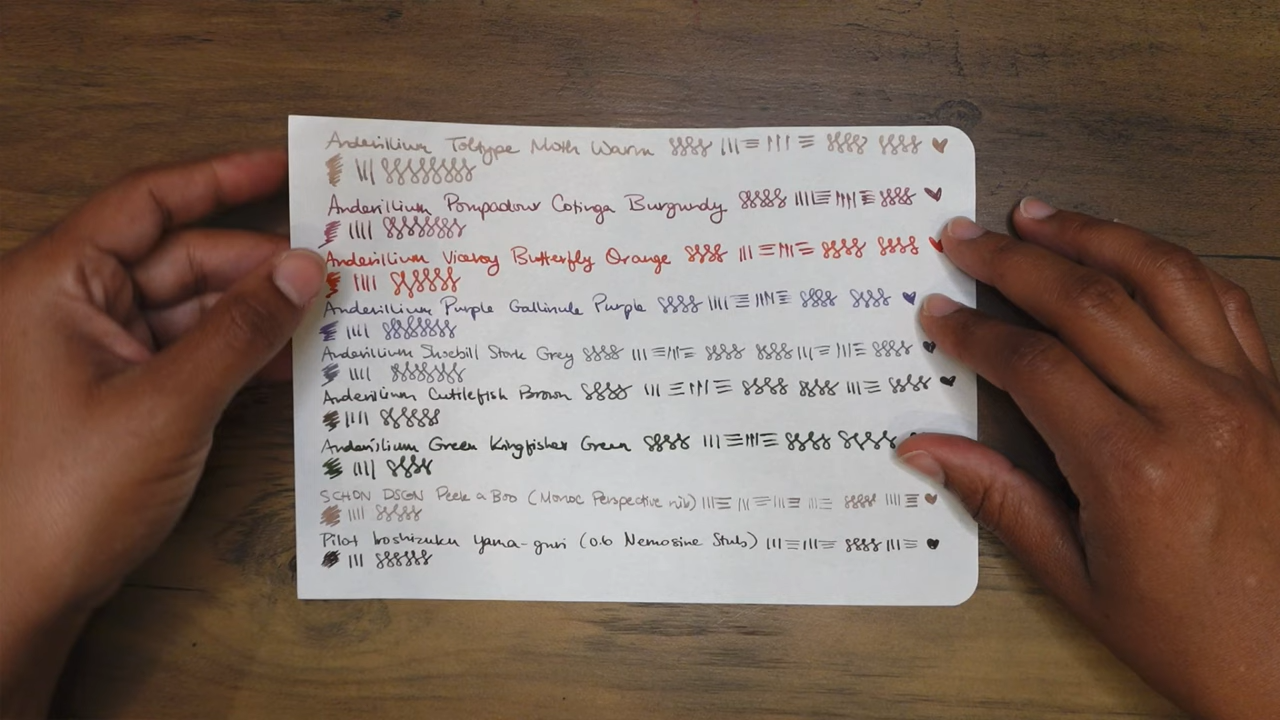 Anderillium Toltype Moth Warm
Anderillium Pompadour Cotinga Burgundy
Anderillium Viceroy Butterfly Orange
Anderillium Purple Gallinule Purple
Anderillium Shoebill Stork Grey
Anderillium Cuttlefish Brown
Anderillium Green Kingfisher Green
SCHON DSGN Peek a Boo (Monoc Perspective nib)
Pilot Iroshizuku yama-guri (0.6 Nemosine Stub)